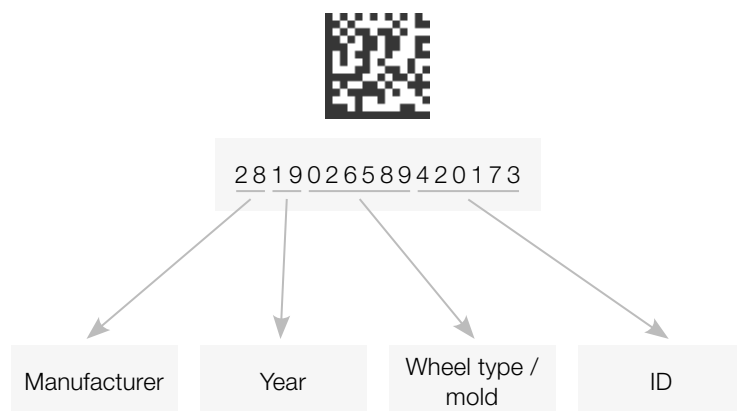 2819026589420173
Manufacturer
Year
Wheel type /
mold
ID